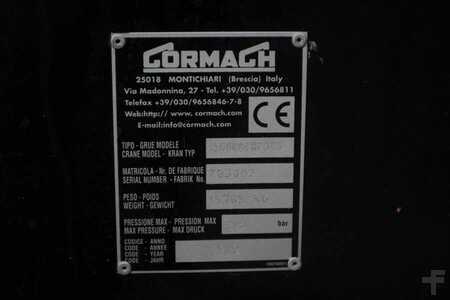 CORMACH
25018 MONTICHIARI (Brescia) Italy
Via Madonnina, 27 - Tel. +39/030/9656811
Telefax +39/030/9656846-7-8
Web:http// www.cormach.com
E-mail:info@cormach.com
CE
TIPO - GRUE MODELE
CRANE MODEL - KRAN TYP
MATRICOLA - Nr. DE FABRIQUE
SERIAL NUMBER - FABRIK No.
PESO - POIDS
WEIGHT - GEWICHT
PRESSIONE MAX - PRESSION MAX
MAX PRESSURE - MAX DRUCK
bar
CODICE - ANNO
CODE - ANNEE
CODE - YEAR
CODE - JAHR